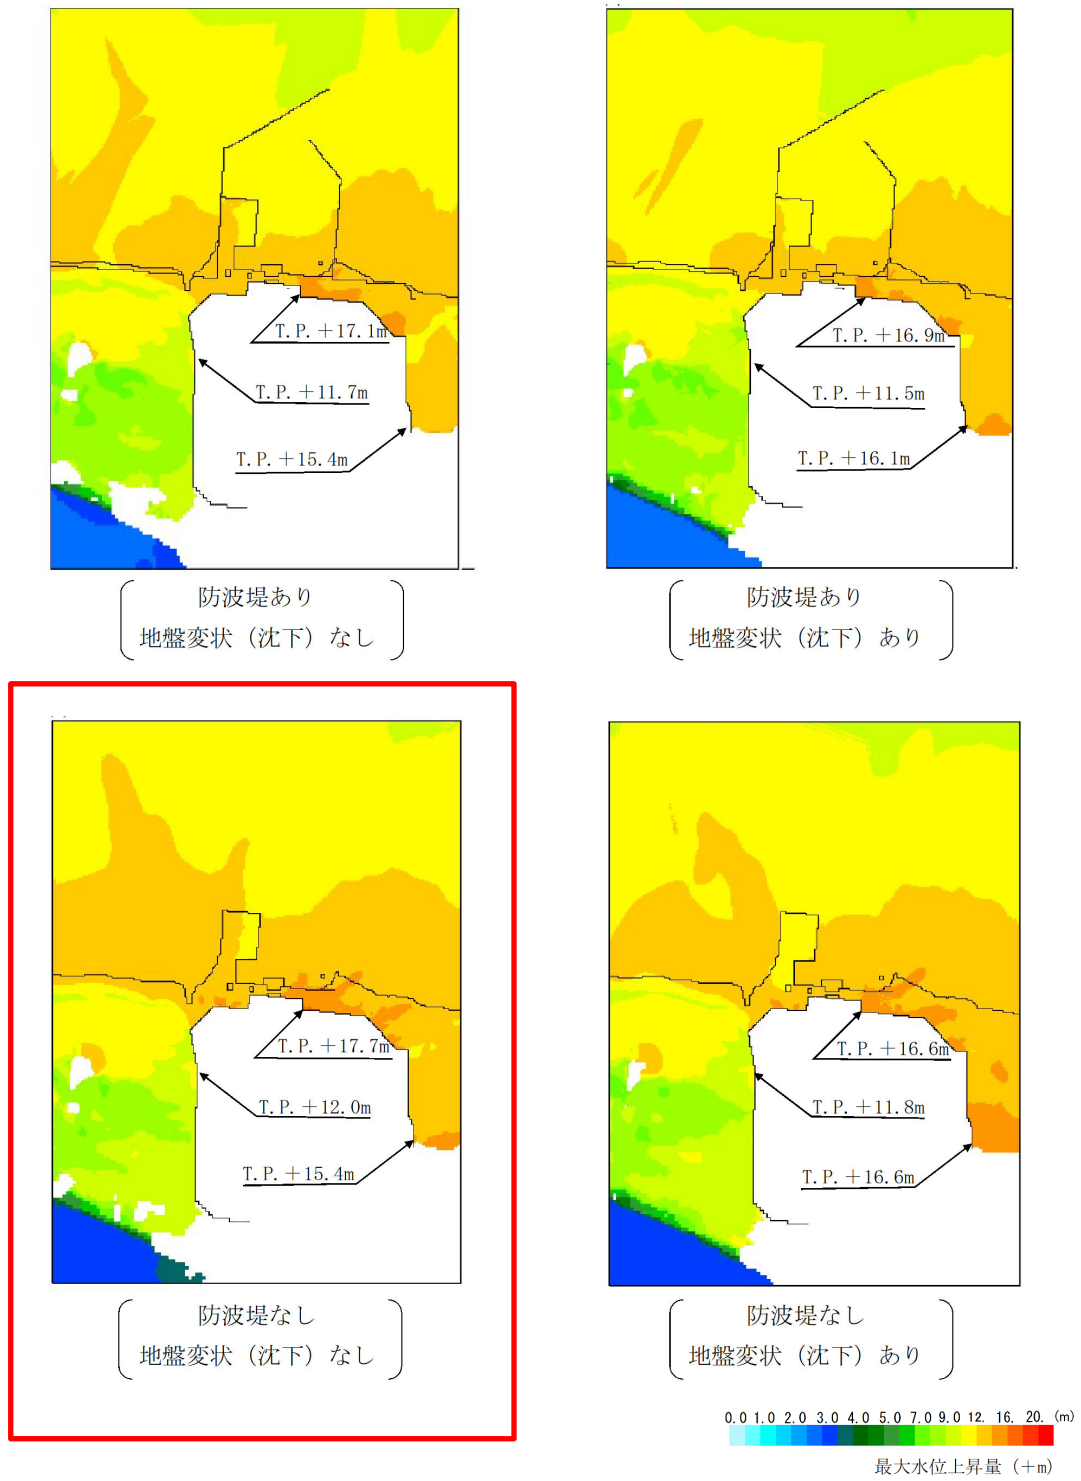 T.P.+17.1m
T.P.+11.7m
T.P.+15.4m
防波堤あり
地盤変状（沈下）なし
T.P.+16.9m
T.P.+11.5m
T.P.+16.1m
防波堤あり
地盤変状（沈下）あり
T.P.+17.7m
T.P.+12.0m
T.P.+15.4m
防波堤なし
地盤変状（沈下）なし
T.P.+16.6m
T.P.+11.8m
T.P.+16.6m
防波堤なし
地盤変状（沈下）あり
0.0 1.0 2.0 3.0 4.0 5.0 7.0 9.0 12. 16. 20. (m)
最大水位上昇量（+m）